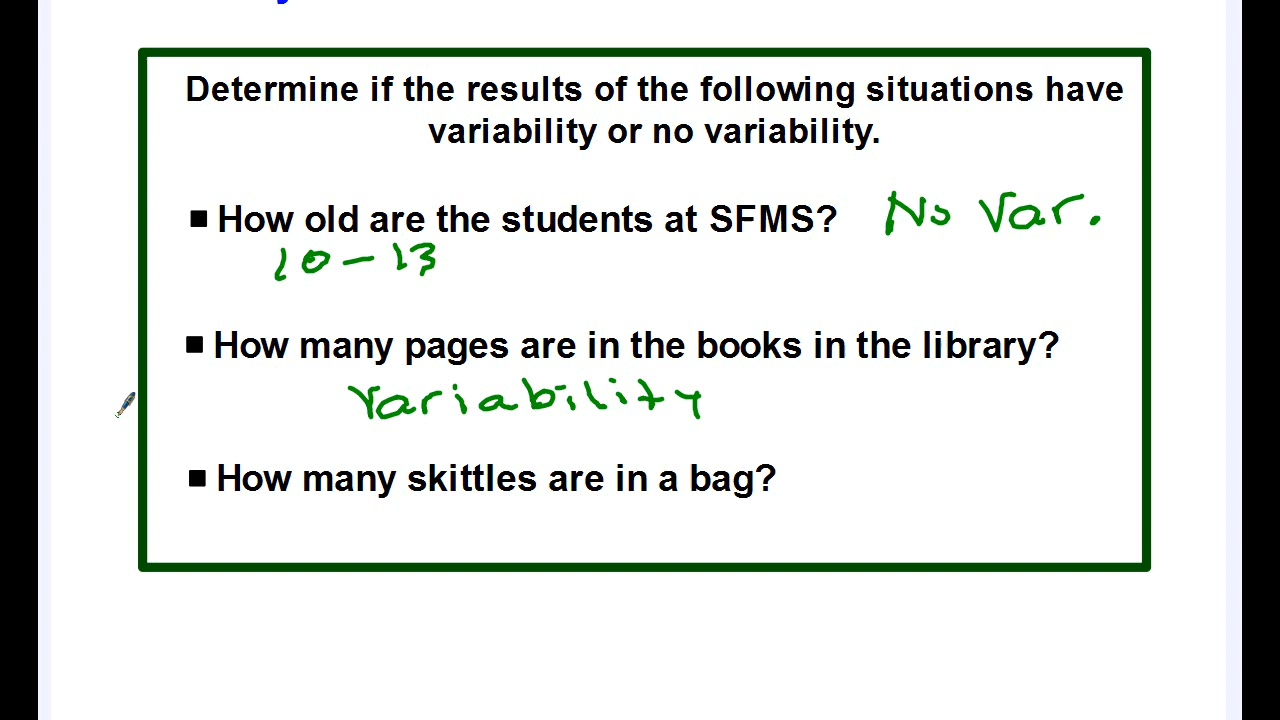 Determine if the results of the following situations have
variability or no variability.
▪ How old are the students at SFMS? No Var.
10-13
▪ How many pages are in the books in the library?
Variability
▪ How many skittles are in a bag?